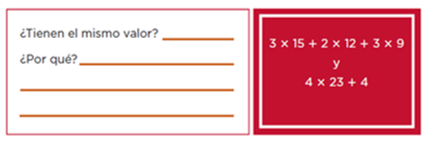 ¿Tienen el mismo valor?
¿Por qué?
3 × 15 + 2 × 12 + 3 × 9
y
4 × 23 + 4